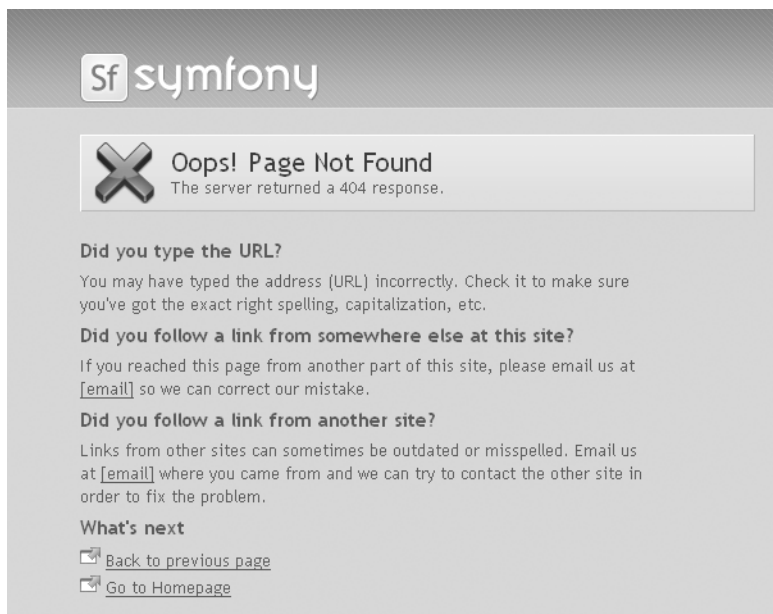 Sf symfony
Oops! Page Not Found
The server returned a 404 response.
Did you type the URL?
You may have typed the address (URL) incorrectly. Check it to make sure
you've got the exact right spelling, capitalization, etc.
Did you follow a link from somewhere else at this site?
If you reached this page from another part of this site, please email us at
[email] so we can correct our mistake.
Did you follow a link from another site?
Links from other sites can sometimes be outdated or misspelled. Email us
at [email] where you came from and we can try to contact the other site in
order to fix the problem.
What's next
Back to previous page
Go to Homepage